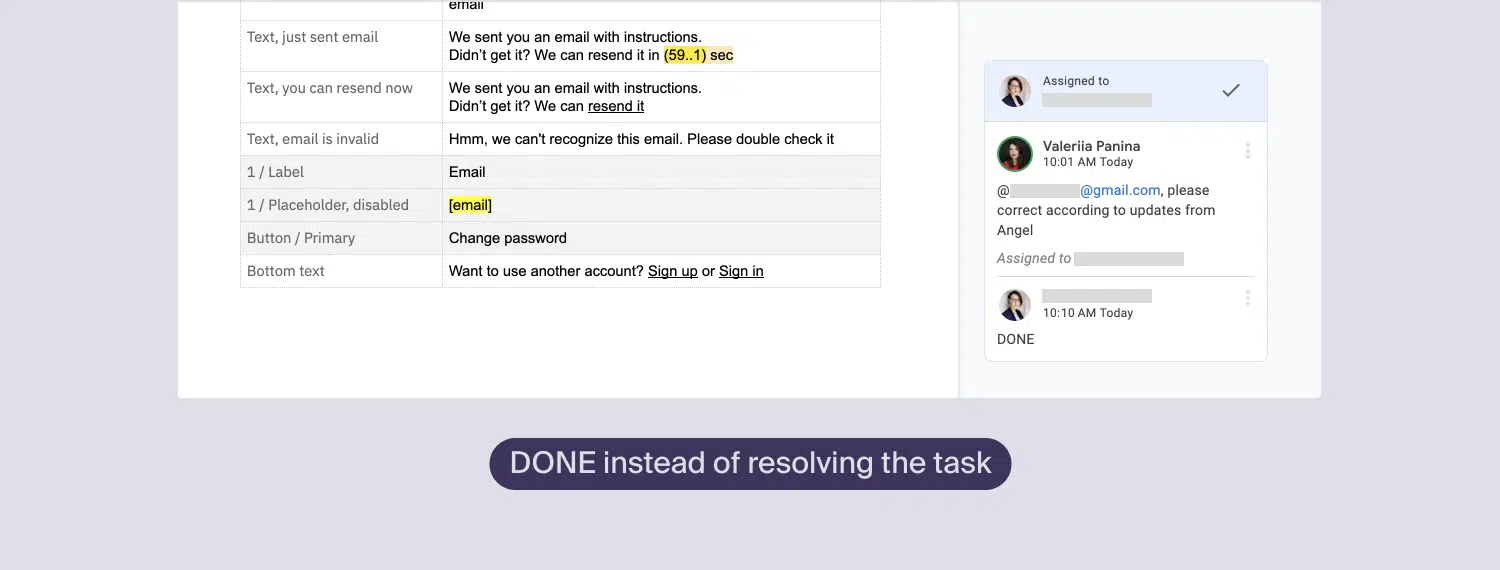 email
Text, just sent email
We sent you an email with instructions.
Didn’t get it? We can resend it in (59..1) sec
Text, you can resend now
We sent you an email with instructions.
Didn’t get it? We can resend it
Text, email is invalid
Hmm, we can't recognize this email. Please double check it
1 / Label
Email
1 / Placeholder, disabled
[email]
Button / Primary
Change password
Bottom text
Want to use another account? Sign up or Sign in
Assigned to
Valeriia Panina
10:01 AM Today
@ @gmail.com, please
correct according to updates from
Angel
Assigned to
10:10 AM Today
DONE
DONE instead of resolving the task